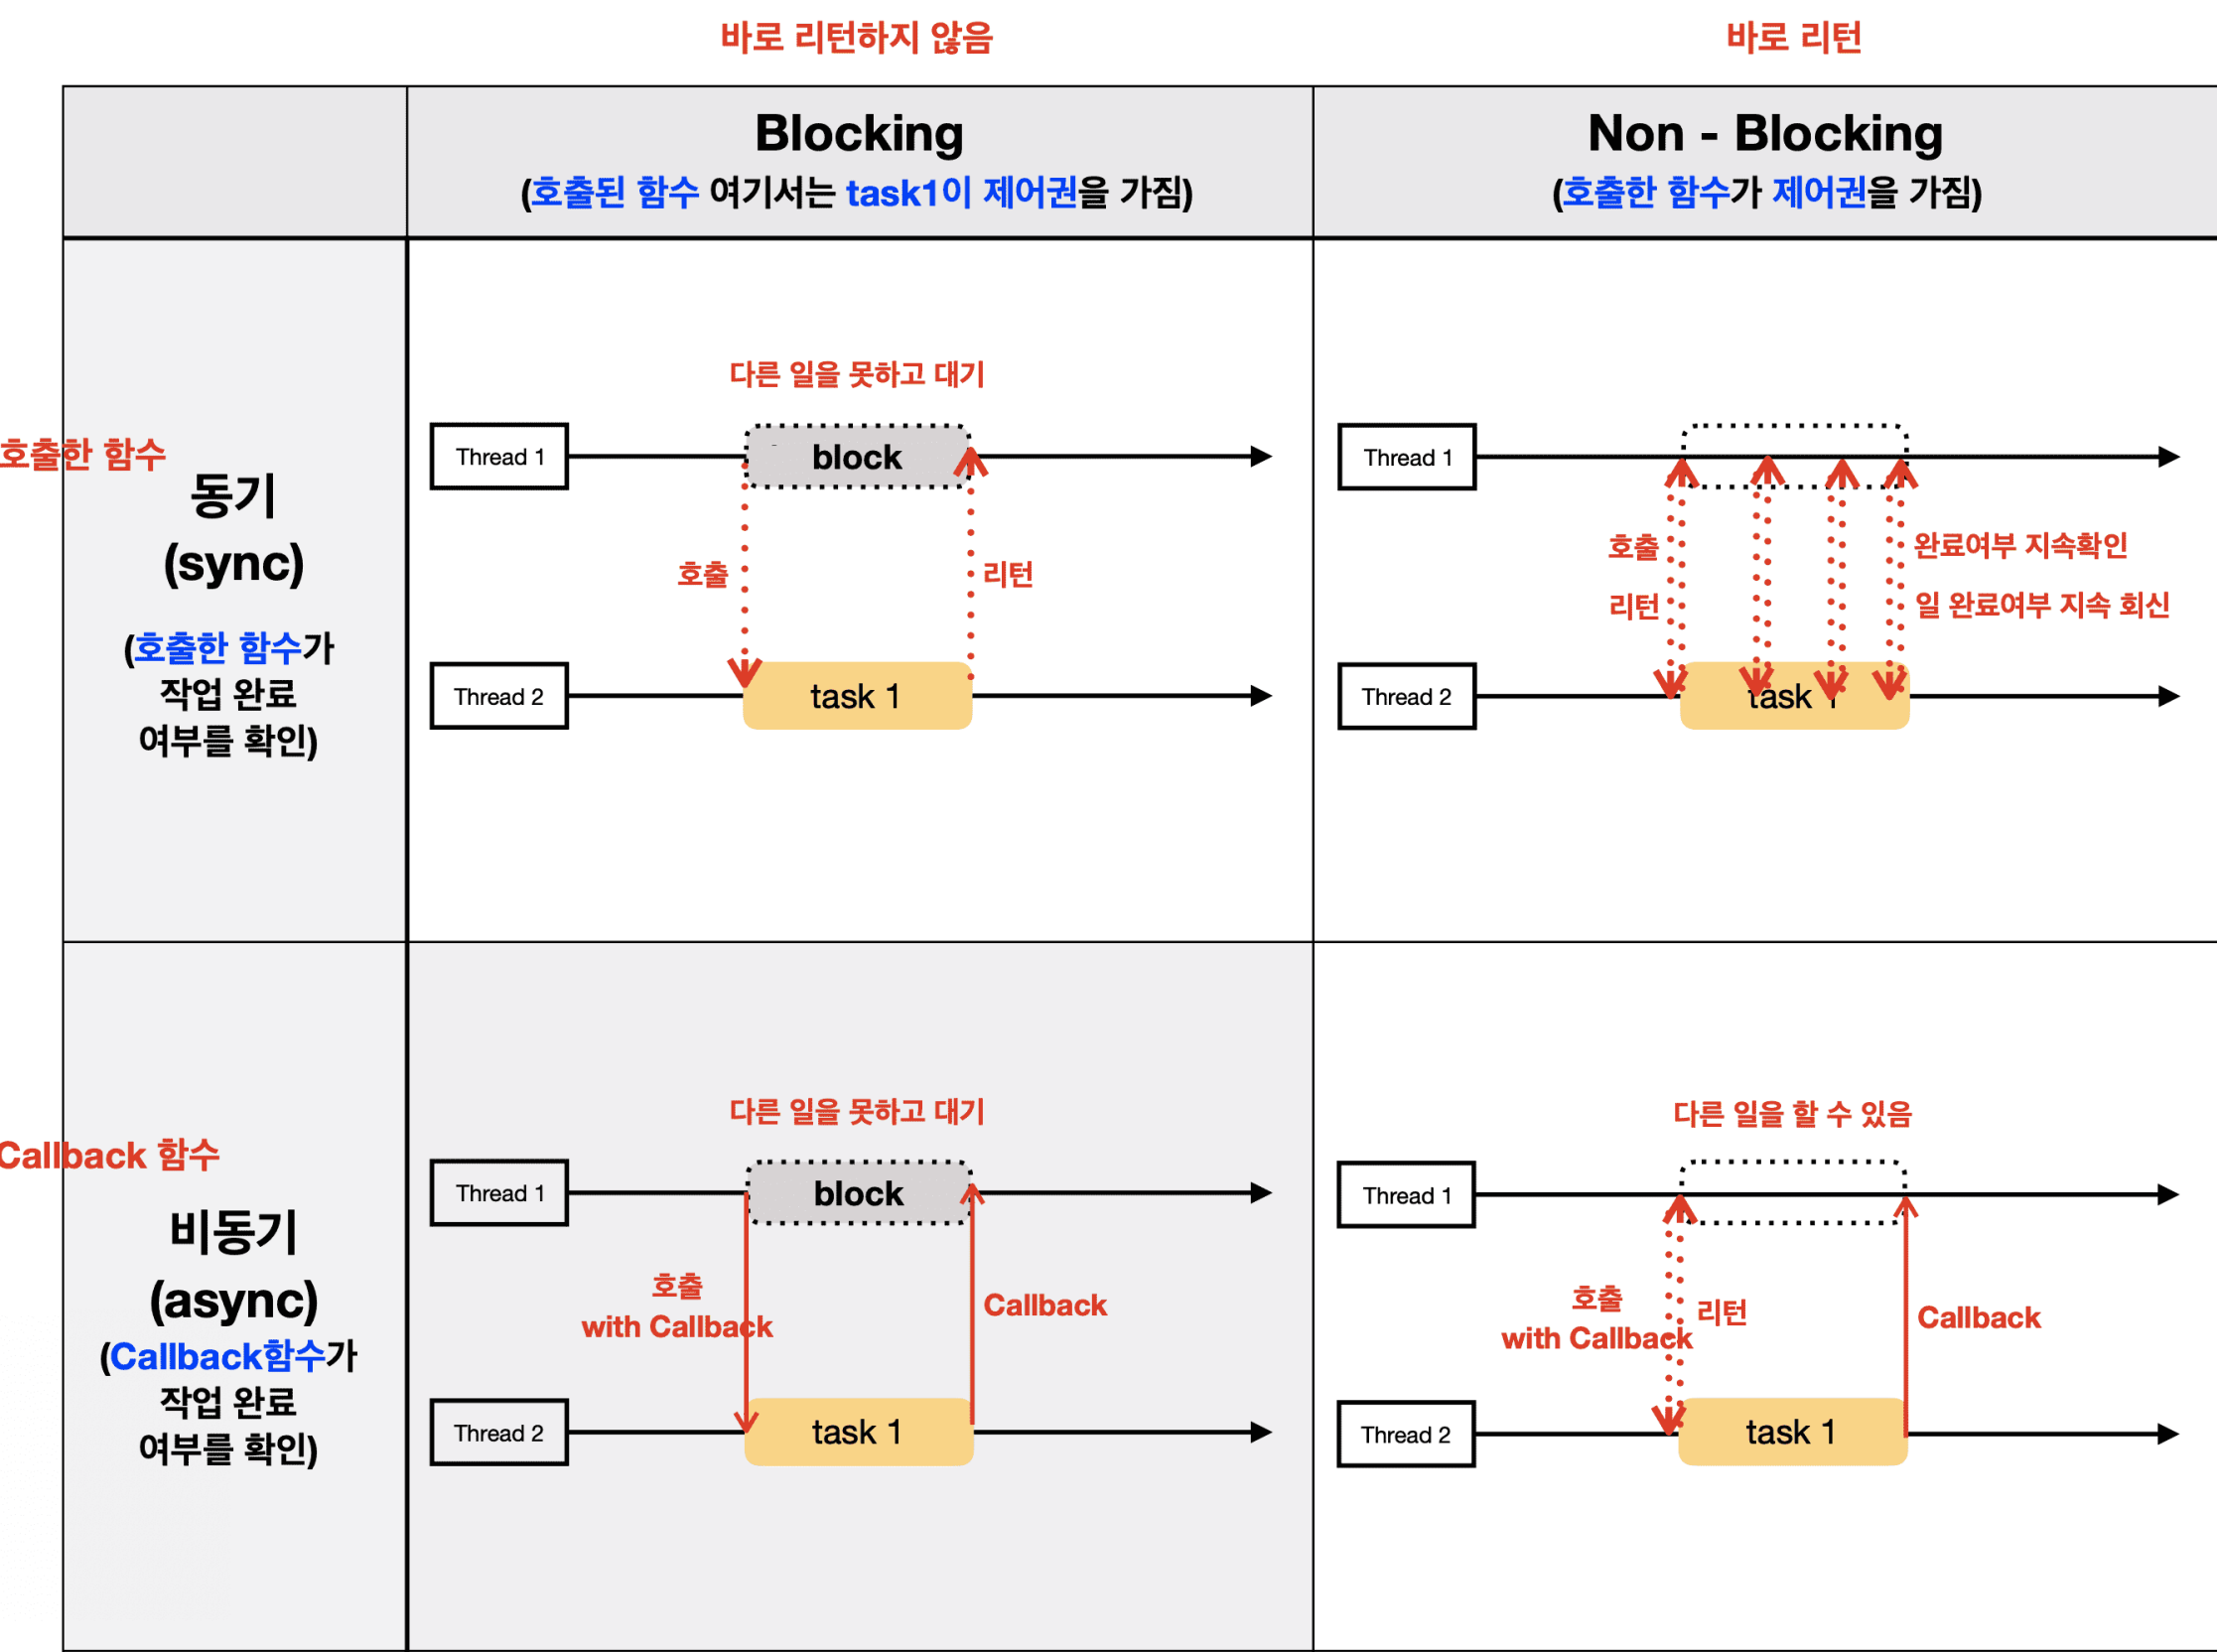 바로 리턴하지 않음
바로 리턴
Blocking
(호출된 함수 여기서는 task1이 제어권을 가짐)
Non - Blocking
(호출한 함수가 제어권을 가짐)
호출한 함수
동기
(sync)
(호출한 함수가
작업 완료
여부를 확인)
다른 일을 못하고 대기
Thread 1
block
호출
리턴
Thread 2
task 1
Thread 1
호출
리턴
완료여부 지속확인
일 완료여부 지속 회신
Thread 2
task 1
Callback 함수
비동기
(async)
(Callback함수가
작업 완료
여부를 확인)
다른 일을 못하고 대기
Thread 1
block
호출
with Callback
Callback
Thread 2
task 1
다른 일을 할 수 있음
Thread 1
호출
with Callback
리턴
Callback
Thread 2
task 1